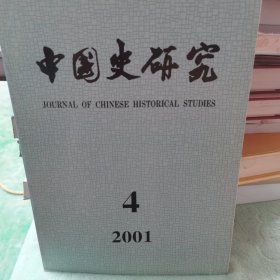 中国史研究
JOURNAL OF CHINESE HISTORICAL STUDIES
4
2001